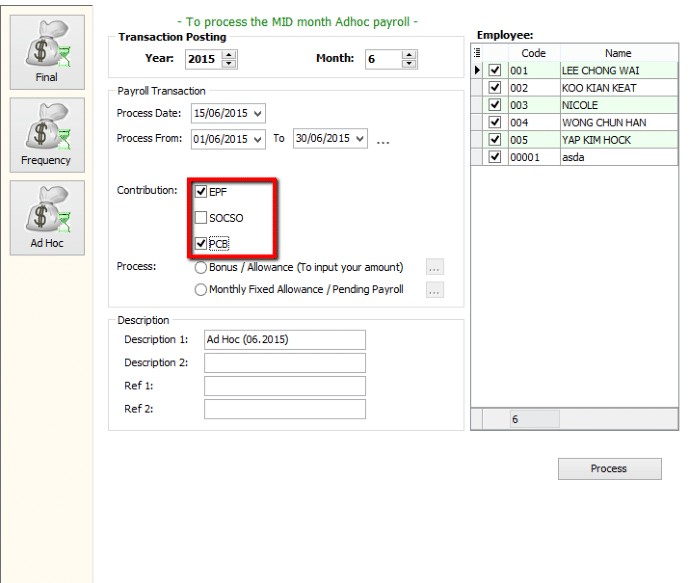 Final
Frequency
Ad Hoc
- To process the MID month Adhoc payroll -
Transaction Posting
Year: 2015 Month: 6
Payroll Transaction
Process Date: 15/06/2015
Process From: 01/06/2015 To 30/06/2015 ...
Contribution: EPF
SOCSO
PCB
Process: Bonus / Allowance (To input your amount) ...
Monthly Fixed Allowance / Pending Payroll ...
Description
Description 1: Ad Hoc (06.2015)
Description 2:
Ref 1:
Ref 2:
Employee:
Code Name
001 LEE CHONG WAI
002 KOO KIAN KEAT
003 NICOLE
004 WONG CHUN HAN
005 YAP KIM HOCK
00001 asda
6
Process